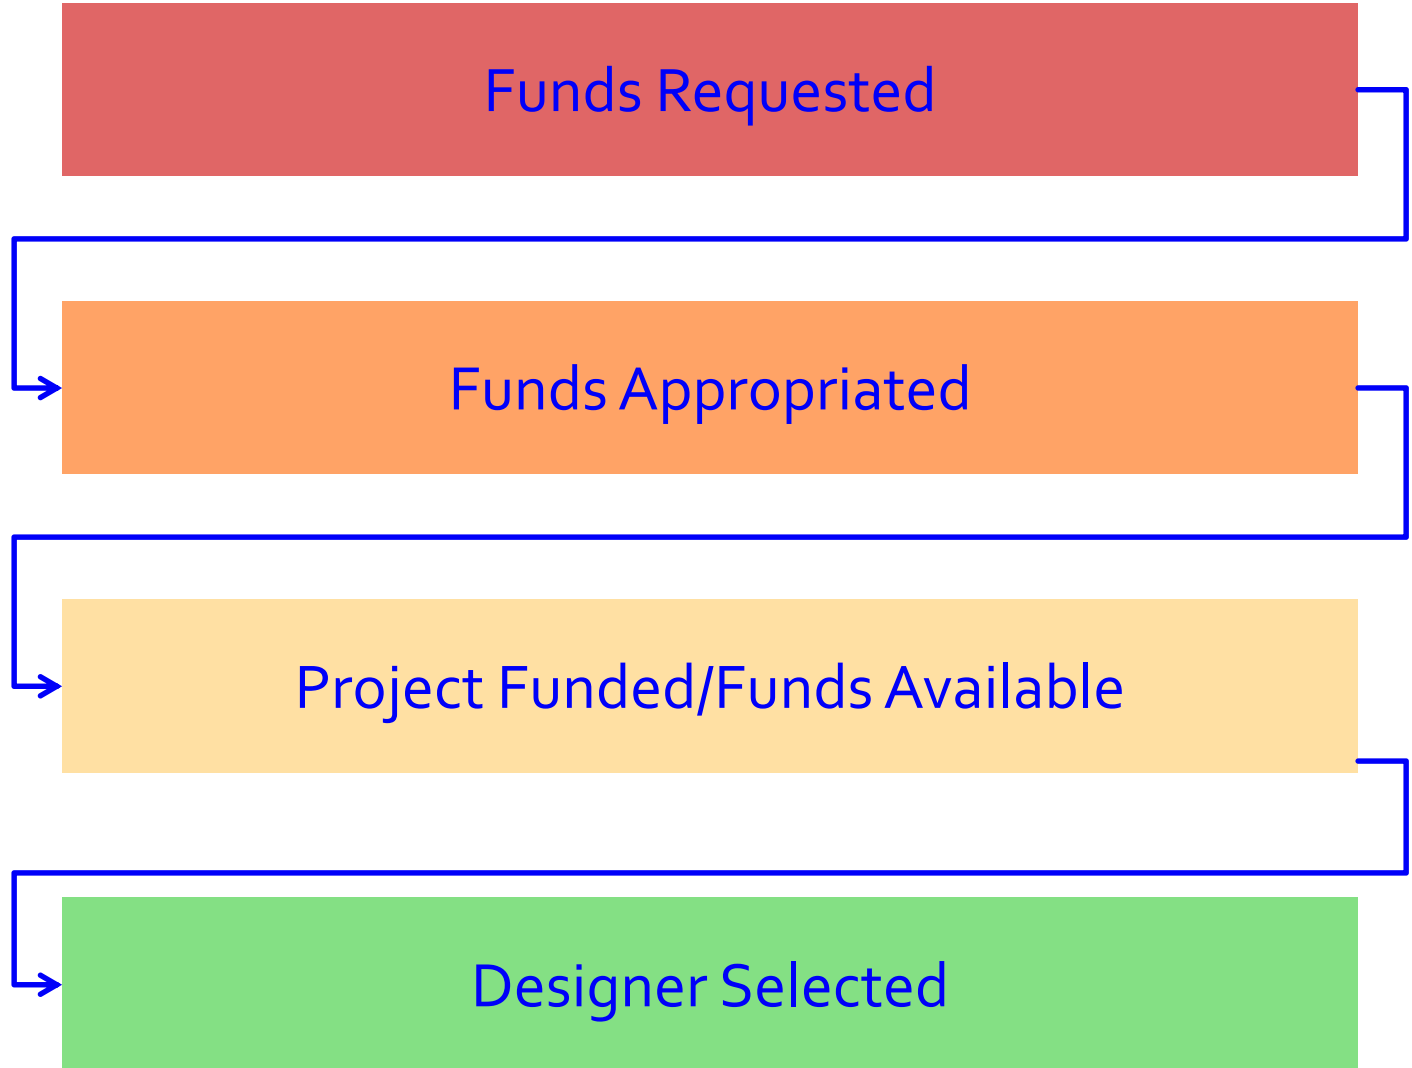 Funds Requested
Funds Appropriated
Project Funded/Funds Available
Designer Selected